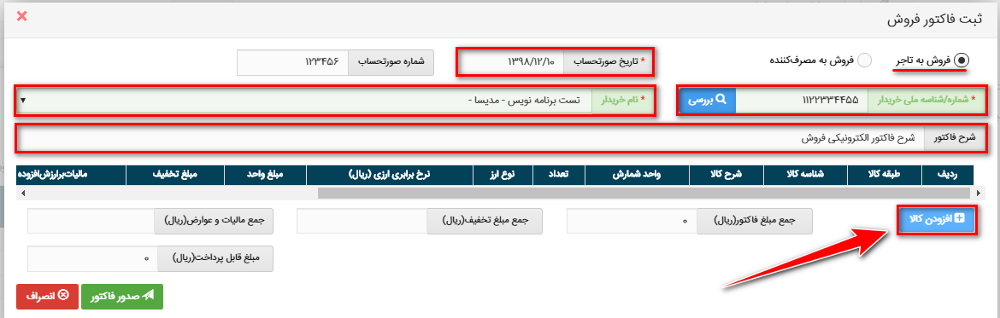 ثبت فاکتور فروش
فروش به تاجر فروش به مصرف‌کننده * تاریخ صورتحساب ۱۳۹۸/۱۲/۱۰ شماره صورتحساب ۱۲۳۴۵۶
* شماره/شناسه ملی خریدار ۱۱۲۲۳۳۴۴۵۵ بررسی * نام خریدار تست برنامه نویس - مدیسا -
شرح فاکتور شرح فاکتور الکترونیکی فروش
ردیف طبقه کالا شناسه کالا شرح کالا واحد شمارش تعداد نوع ارز نرخ برابری ارزی (ریال) مبلغ واحد مبلغ تخفیف مالیات‌برارزش‌افزوده
افزودن کالا جمع مبلغ فاکتور(ریال) ۰ جمع مبلغ تخفیف(ریال) جمع مالیات و عوارض(ریال)
مبلغ قابل پرداخت(ریال) ۰
صدور فاکتور انصراف